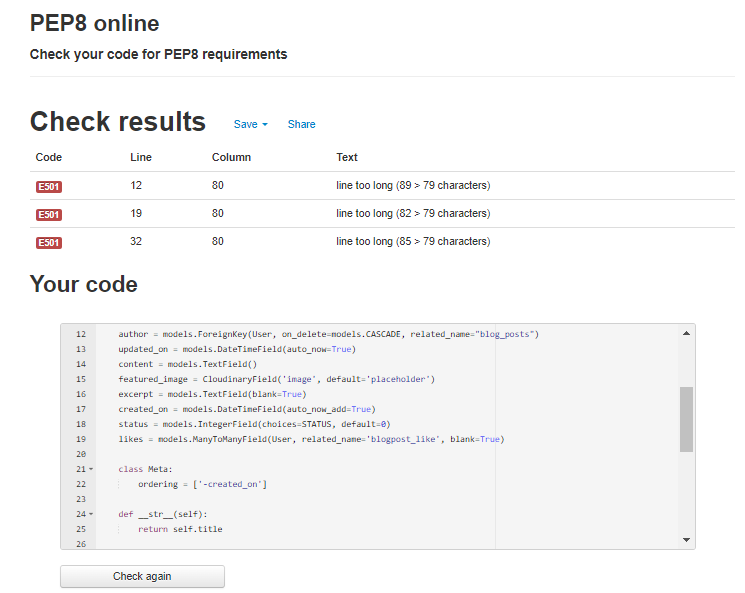 PEP8 online
Check your code for PEP8 requirements
Check results Save Share
Code Line Column Text
E501 12 80 line too long (89 > 79 characters)
E501 19 80 line too long (82 > 79 characters)
E501 32 80 line too long (85 > 79 characters)
Your code
12 author = models.ForeignKey(User, on_delete=models.CASCADE, related_name="blog_posts")
13 updated_on = models.DateTimeField(auto_now=True)
14 content = models.TextField()
15 featured_image = CloudinaryField('image', default='placeholder')
16 excerpt = models.TextField(blank=True)
17 created_on = models.DateTimeField(auto_now_add=True)
18 status = models.IntegerField(choices=STATUS, default=0)
19 likes = models.ManyToManyField(User, related_name='blogpost_like', blank=True)
20
21 class Meta:
22 ordering = ['-created_on']
23
24 def __str__(self):
25 return self.title
26
Check again